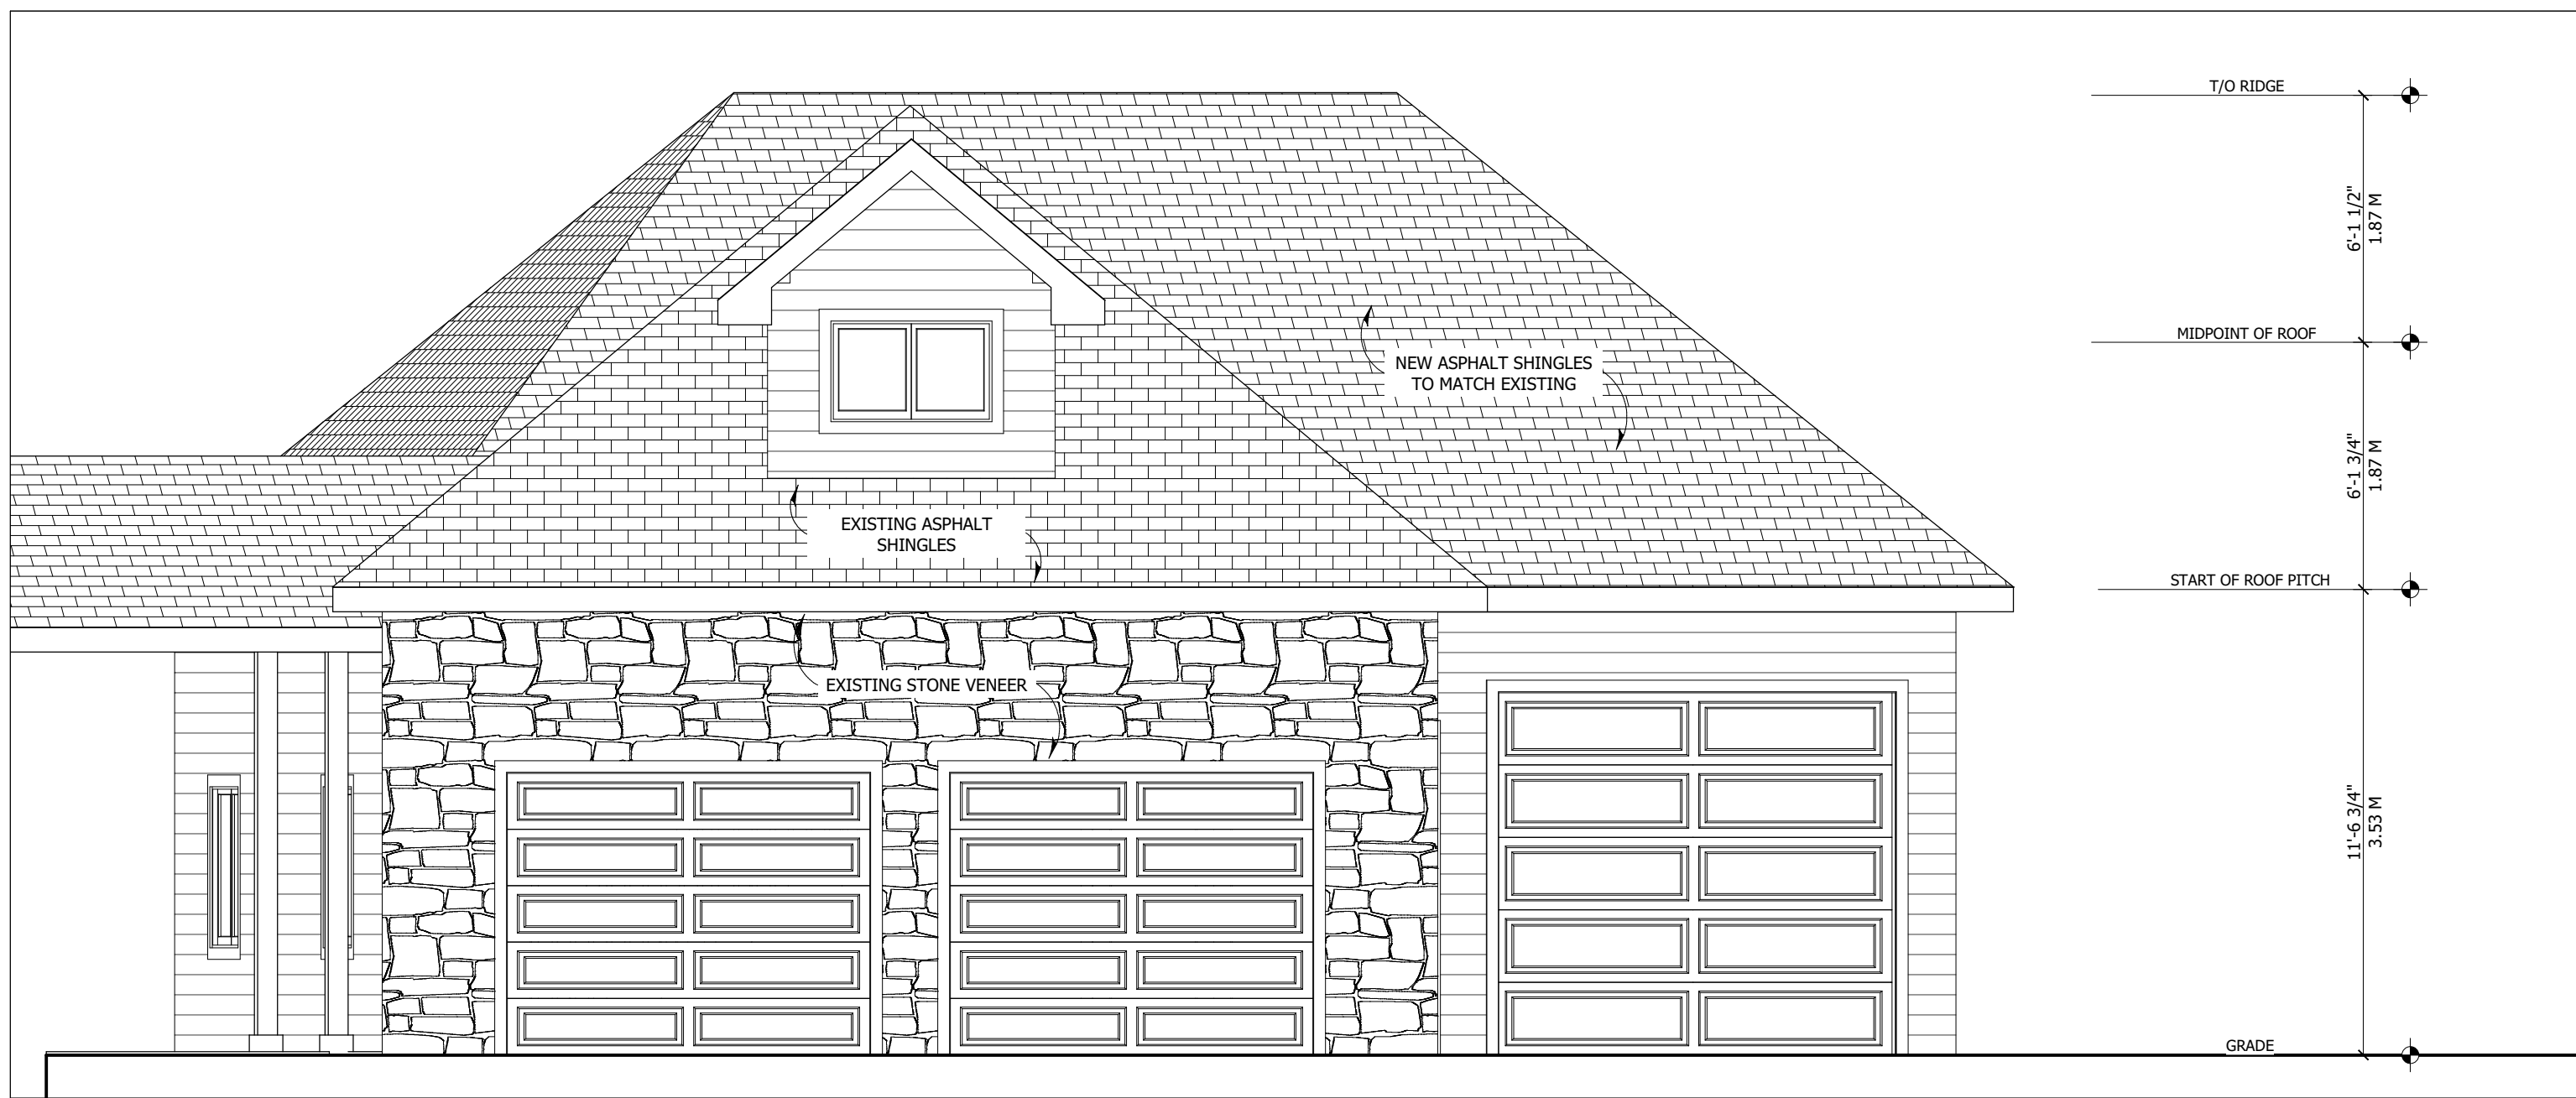 T/O RIDGE
6'-1 1/2"
1.87 M
MIDPOINT OF ROOF
NEW ASPHALT SHINGLES
TO MATCH EXISTING
6'-1 3/4"
1.87 M
EXISTING ASPHALT
SHINGLES
START OF ROOF PITCH
EXISTING STONE VENEER
11'-6 3/4"
3.53 M
GRADE